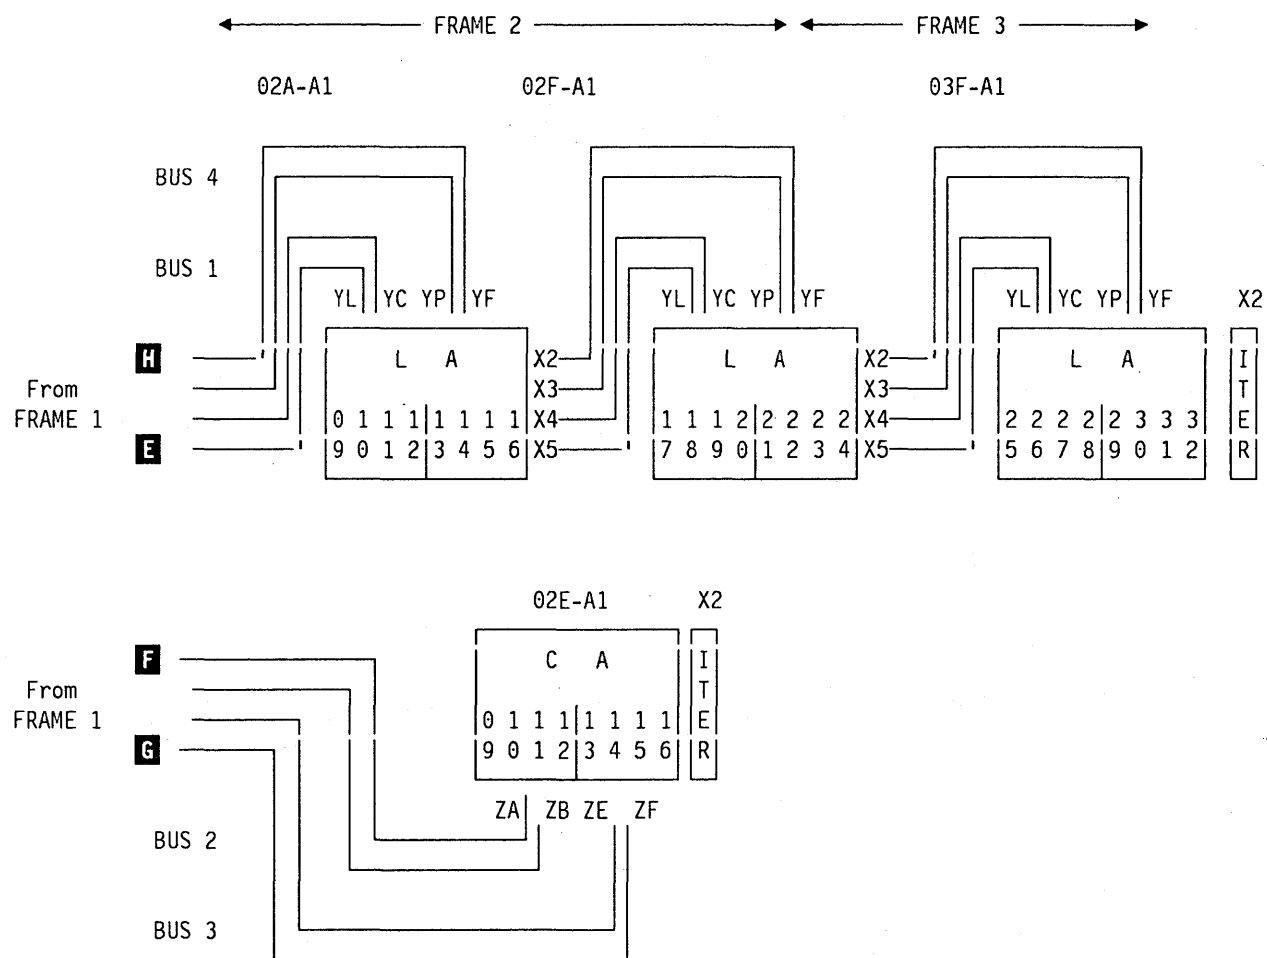 FRAME 2 FRAME 3
02A-A1 02F-A1 03F-A1
BUS 4
BUS 1
YL YC YP YF YL YC YP YF YL YC YP YF X2
H L A X2 L A X2 L A I
From X3 X3 T
FRAME 1 0 1 1 1 1 1 1 1 X4 1 1 1 2 2 2 2 2 X4 2 2 2 2 2 3 3 3 E
E 9 0 1 2 3 4 5 6 X5 7 8 9 0 1 2 3 4 X5 5 6 7 8 9 0 1 2 R
02E-A1 X2
F C A I
From T
FRAME 1 0 1 1 1 1 1 1 1 E
G 9 0 1 2 3 4 5 6 R
ZA ZB ZE ZF
BUS 2
BUS 3